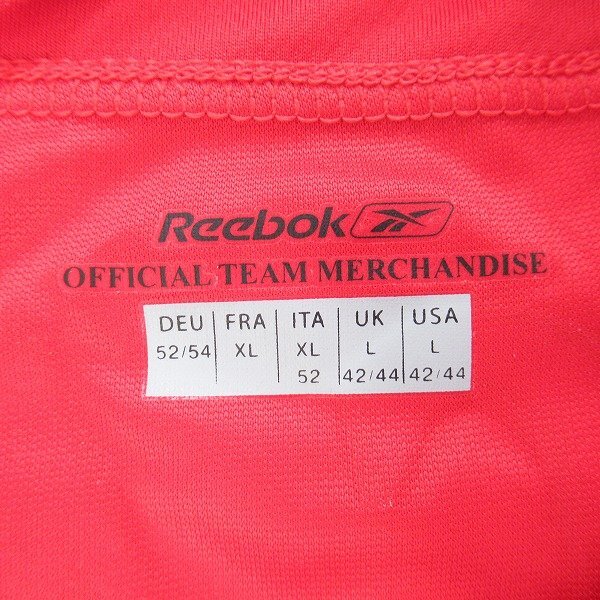 Reebok
OFFICIAL TEAM MERCHANDISE
DEU FRA ITA UK USA
52/54 XL XL L L
52 42/44 42/44